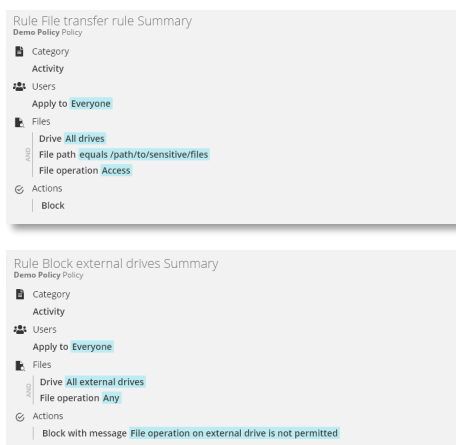 Rule File transfer rule Summary
Demo Policy Policy
Category
Activity
Users
Apply to Everyone
Files
Drive All drives
AND
File path equals /path/to/sensitive/files
File operation Access
Actions
Block
Rule Block external drives Summary
Demo Policy Policy
Category
Activity
Users
Apply to Everyone
Files
Drive All external drives
AND
File operation Any
Actions
Block with message File operation on external drive is not permitted